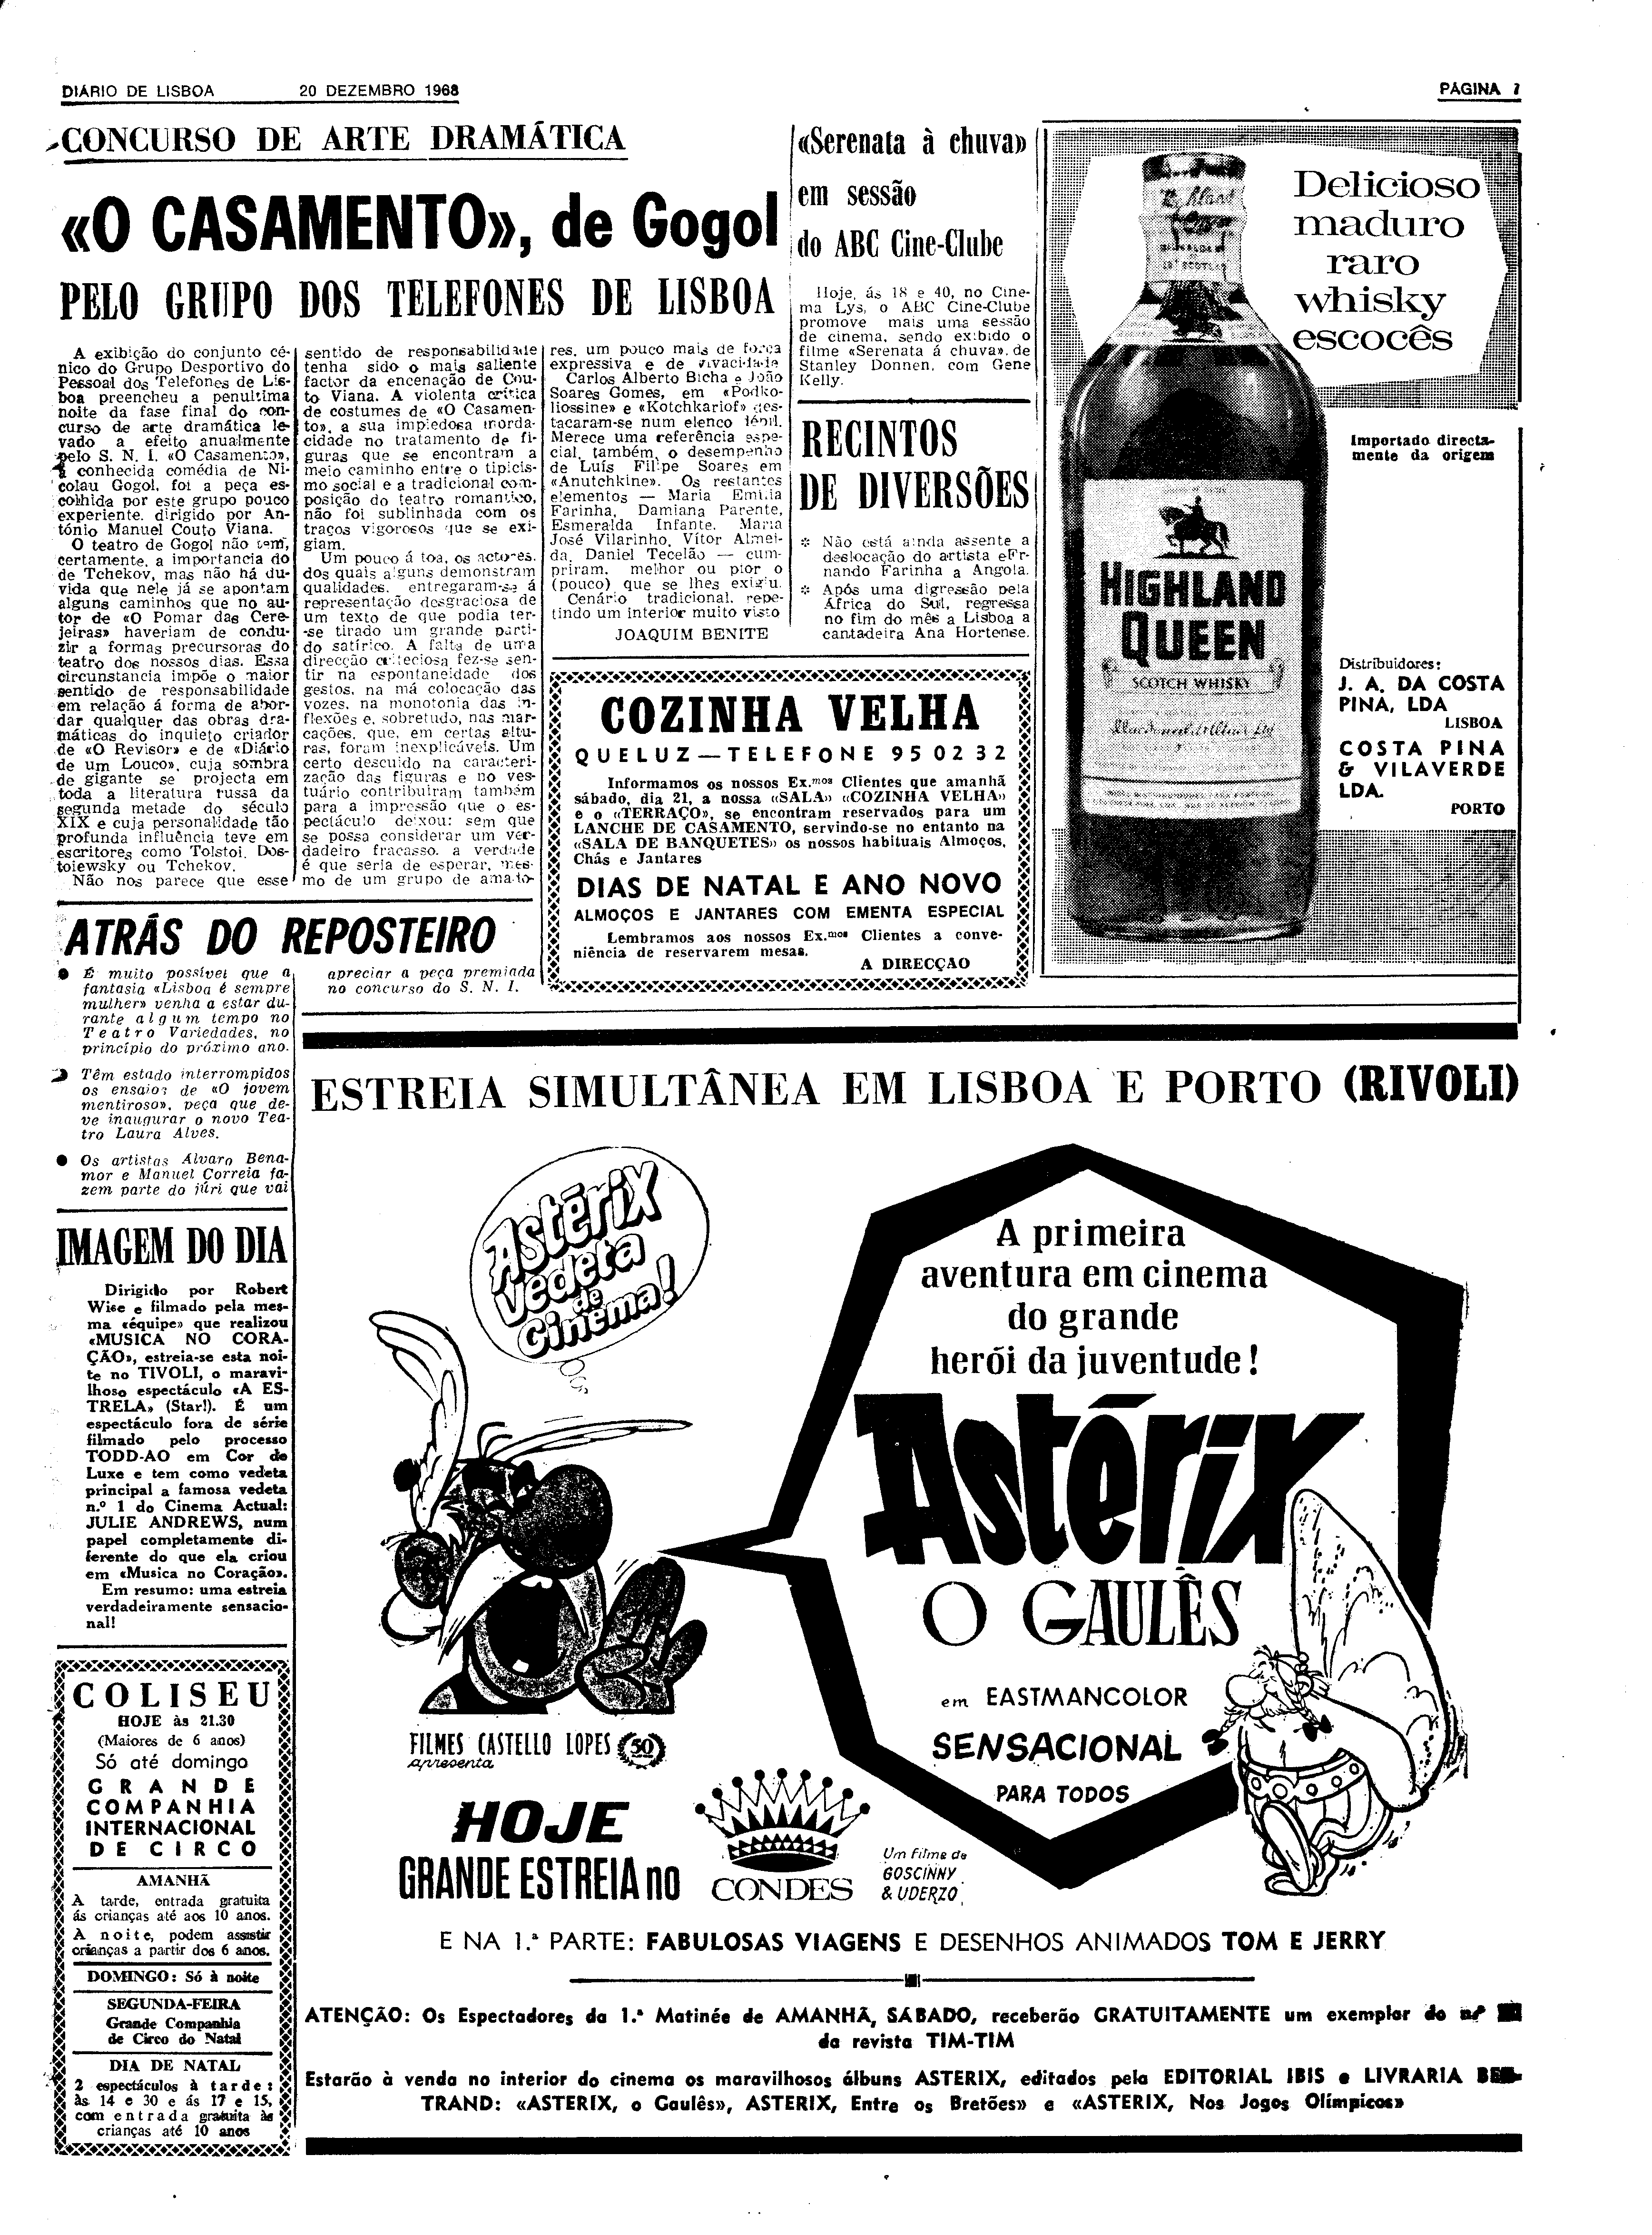 DIÁRIO DE LISBOA 20 DEZEMBRO 1968
PÁGINA 7
CONCURSO DE ARTE DRAMÁTICA
«O CASAMENTO», de Gogol
PELO GRUPO DOS TELEFONES DE LISBOA
A exibição do conjunto cé-
nico do Grupo Desportivo do
Pessoal dos Telefones de Lis-
boa preencheu a penultima
noite da fase final do con-
curso de arte dramática le-
vado a efeito anualmente
pelo S. N. I. «O Casamento»,
a conhecida comédia de Ni-
colau Gogol, foi a peça es-
colhida por este grupo pouco
experiente, dirigido por An-
tónio Manuel Couto Viana.
O teatro de Gogol não tem,
certamente, a importancia do
de Tchekov, mas não há du-
vida que nele já se apontam
alguns caminhos que no au-
tor de «O Pomar das Cere-
jeiras» haveriam de condu-
zir a formas precursoras do
teatro dos nossos dias. Essa
circunstancia impõe o maior
sentido de responsabilidade
em relação á forma de abor-
dar qualquer das obras dra-
máticas do inquieto criador
de «O Revisor» e de «Diário
de um Louco», cuja sombra
de gigante se projecta em
toda a literatura russa da
segunda metade do século
XIX e cuja personalidade tão
profunda influência teve em
escritores como Tolstoi, Dos-
toiewsky ou Tchekov.
Não nos parece que esse
sentido de responsabilidade
tenha sido o mais saliente
factor da encenação de Cou-
to Viana. A violenta crítica
de costumes de «O Casamen-
to», a sua impiedosa morda-
cidade no tratamento de fi-
guras que se encontram a
meio caminho entre o tipicis-
mo social e a tradicional com-
posição do teatro romantico,
não foi sublinhada com os
traços vigorosos que se exi-
giam.
Um pouco á toa, os actores,
dos quais alguns demonstram
qualidades, entregaram-se á
representação desgraciosa de
um texto de que podia ter-
-se tirado um grande parti-
do satírico. A falta de uma
direcção criteciosa fez-se sen-
tir na espontaneidade dos
gestos, na má colocação das
vozes, na monotonia das in-
flexões e, sobretudo, nas mar-
cações, que, em certas altu-
ras, foram inexplicáveis. Um
certo descuido na caracteri-
zação das figuras e no ves-
tuário contribuiram também
para a impressão que o es-
pectáculo deixou: sem que
se possa considerar um ver-
dadeiro fracasso, a verdade
é que seria de esperar, mes-
mo de um grupo de amato-
res, um pouco mais de força
expressiva e de vivacidade
Carlos Alberto Bicha e João
Soares Gomes, em «Podko-
liossine» e «Kotchkariof» des-
tacaram-se num elenco débil.
Merece uma referência espe-
cial, também, o desempenho
de Luís Filipe Soares em
«Anutchkine». Os restantes
elementos — Maria Emília
Farinha, Damiana Parente,
Esmeralda Infante, Maria
José Vilarinho, Vítor Almei-
da, Daniel Tecelão — cum-
priram, melhor ou pior o
(pouco) que se lhes exigiu.
Cenário tradicional, repe-
tindo um interior muito visto
JOAQUIM BENITE
«Serenata à chuva»
em sessão
do ABC Cine-Clube
Hoje, ás 18 e 40, no Cine-
ma Lys, o ABC Cine-Clube
promove mais uma sessão
de cinema, sendo exibido o
filme «Serenata á chuva», de
Stanley Donnen, com Gene
Kelly.
RECINTOS
DE DIVERSÕES
Não está ainda assente a
deslocação do artista eFr-
nando Farinha a Angola.
Após uma digressão pela
África do Sul, regressa
no fim do mês a Lisboa a
cantadeira Ana Hortense.
Delicioso
maduro
raro
whisky
escocês
Importado directa-
mente da origem
HIGHLAND
QUEEN
SCOTCH WHISKY
Distribuidores:
J. A. DA COSTA
PINA, LDA
LISBOA
COSTA PINA
& VILAVERDE
LDA.
PORTO
COZINHA VELHA
QUELUZ — TELEFONE 95 02 32
Informamos os nossos Ex.mos Clientes que amanhã
sábado, dia 21, a nossa «SALA» «COZINHA VELHA»
e o «TERRAÇO», se encontram reservados para um
LANCHE DE CASAMENTO, servindo-se no entanto na
«SALA DE BANQUETES» os nossos habituais Almoços,
Chás e Jantares
DIAS DE NATAL E ANO NOVO
ALMOÇOS E JANTARES COM EMENTA ESPECIAL
Lembramos aos nossos Ex.mos Clientes a conve-
niência de reservarem mesas.
A DIRECÇAO
ATRÁS DO REPOSTEIRO
● É muito possível que a
fantasia «Lisboa é sempre
mulher» venha a estar du-
rante algum tempo no
Teatro Variedades, no
princípio do próximo ano.
Têm estado interrompidos
os ensaios de «O jovem
mentiroso», peça que de-
ve inaugurar o novo Tea-
tro Laura Alves.
● Os artistas Alvaro Bena-
mor e Manuel Correia fa-
zem parte do júri que vai
apreciar a peça premiada
no concurso do S. N. I.
IMAGEM DO DIA
Dirigido por Robert
Wise e filmado pela mes-
ma «équipe» que realizou
«MUSICA NO CORA-
ÇÃO», estreia-se esta noi-
te no TIVOLI, o maravi-
lhoso espectáculo «A ES-
TRELA» (Star!). É um
espectáculo fora de série
filmado pelo processo
TODD-AO em Cor de
Luxe e tem como vedeta
principal a famosa vedeta
n.º 1 do Cinema Actual:
JULIE ANDREWS, num
papel completamente di-
ferente do que ela criou
em «Musica no Coração».
Em resumo: uma estreia
verdadeiramente sensacio-
nal!
COLISEU
HOJE às 21.30
(Maiores de 6 anos)
Só até domingo
GRANDE
COMPANHIA
INTERNACIONAL
DE CIRCO
AMANHÃ
À tarde, entrada gratuita
ás crianças até aos 10 anos.
À noite, podem assistir
crianças a partir dos 6 anos.
DOMINGO: Só à noite
SEGUNDA-FEIRA
Grande Companhia
de Circo do Natal
DIA DE NATAL
2 espectáculos à tarde:
às 14 e 30 e ás 17 e 15,
com entrada gratuita às
crianças até 10 anos
ESTREIA SIMULTÂNEA EM LISBOA E PORTO (RIVOLI)
Astérix
vedeta
de
Cinema!
A primeira
aventura em cinema
do grande
herói da juventude!
Astérix
O GAULÊS
em EASTMANCOLOR
SENSACIONAL
PARA TODOS
FILMES CASTELLO LOPES 50
apresenta
HOJE
GRANDE ESTREIA no
CONDES
Um filme de
GOSCINNY
& UDERZO
E NA 1.ª PARTE: FABULOSAS VIAGENS E DESENHOS ANIMADOS TOM E JERRY
ATENÇÃO: Os Espectadores da 1.ª Matinée de AMANHÃ, SÁBADO, receberão GRATUITAMENTE um exemplar do nº
da revista TIM-TIM
Estarão à venda no interior do cinema os maravilhosos álbuns ASTERIX, editados pela EDITORIAL IBIS e LIVRARIA BER-
TRAND: «ASTERIX, o Gaulês», ASTERIX, Entre os Bretões» e «ASTERIX, Nos Jogos Olímpicos»